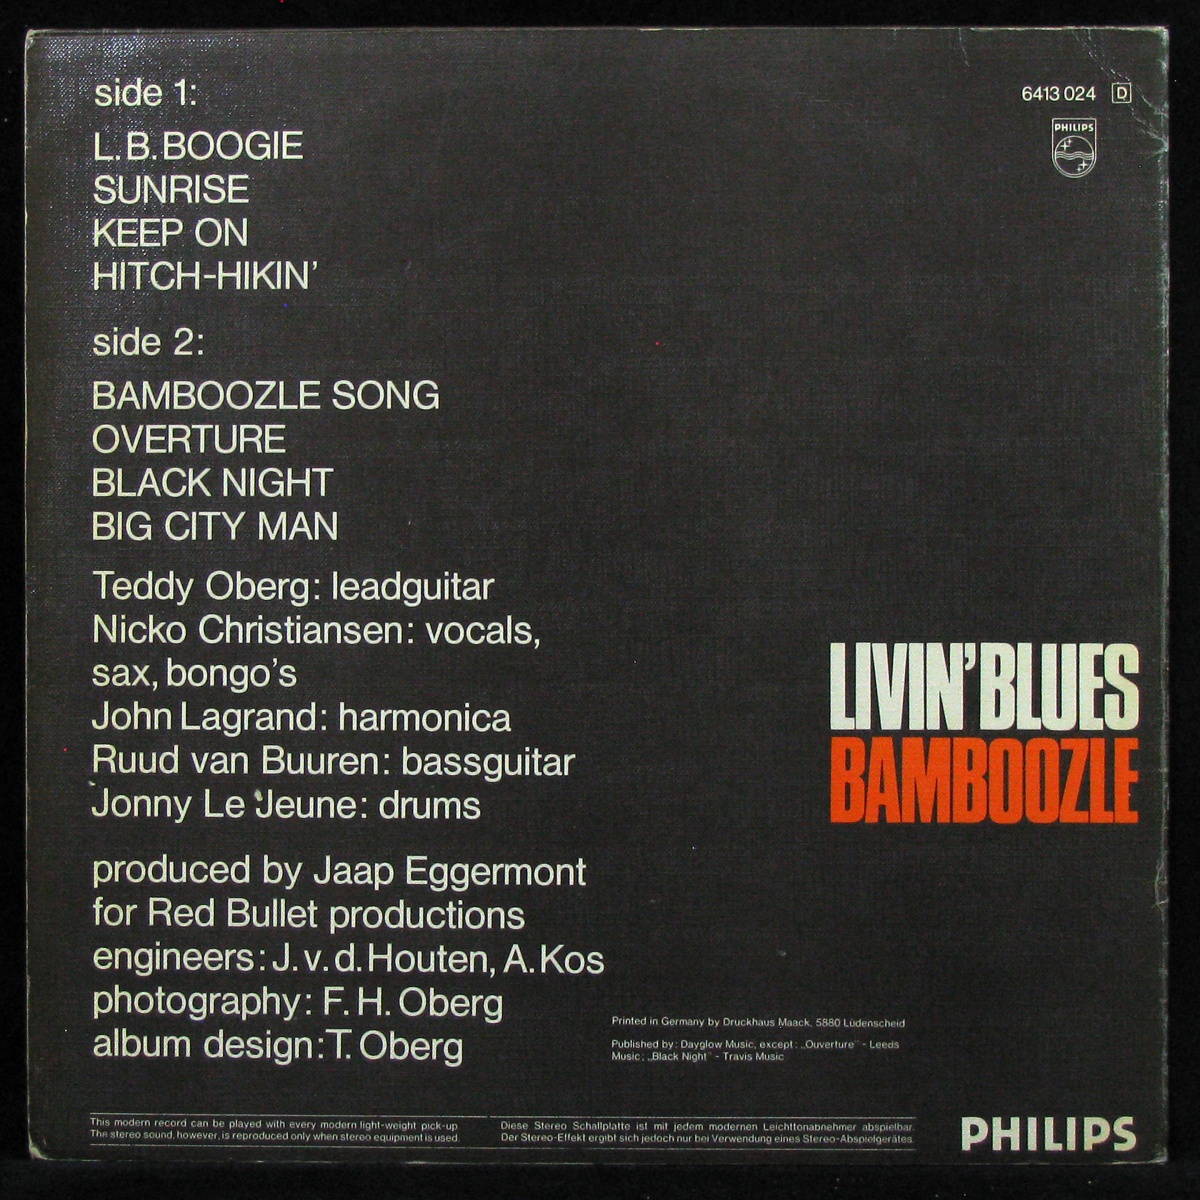 side 1:
L.B.BOOGIE
SUNRISE
KEEP ON
HITCH-HIKIN'
side 2:
BAMBOOZLE SONG
OVERTURE
BLACK NIGHT
BIG CITY MAN
Teddy Oberg: leadguitar
Nicko Christiansen: vocals,
sax, bongo's
John Lagrand: harmonica
Ruud van Buuren: bassguitar
Jonny Le Jeune: drums
produced by Jaap Eggermont
for Red Bullet productions
engineers: J.v.d.Houten, A.Kos
photography: F.H. Oberg
album design:T. Oberg
6413 024 D
PHILIPS
LIVIN' BLUES
BAMBOOZLE
Printed in Germany by Druckhaus Maack, 5880 Lüdenscheid
Published by: Dayglow Music, except: „Ouverture" - Leeds
Music; „Black Night" - Travis Music
This modern record can be played with every modern light-weight pick-up.
The stereo sound, however, is reproduced only when stereo equipment is used.
Diese Stereo Schallplatte ist mit jedem modernen Leichttonabnehmer abspielbar.
Der Stereo-Effekt ergibt sich jedoch nur bei Verwendung eines Stereo-Abspielgerätes.
PHILIPS